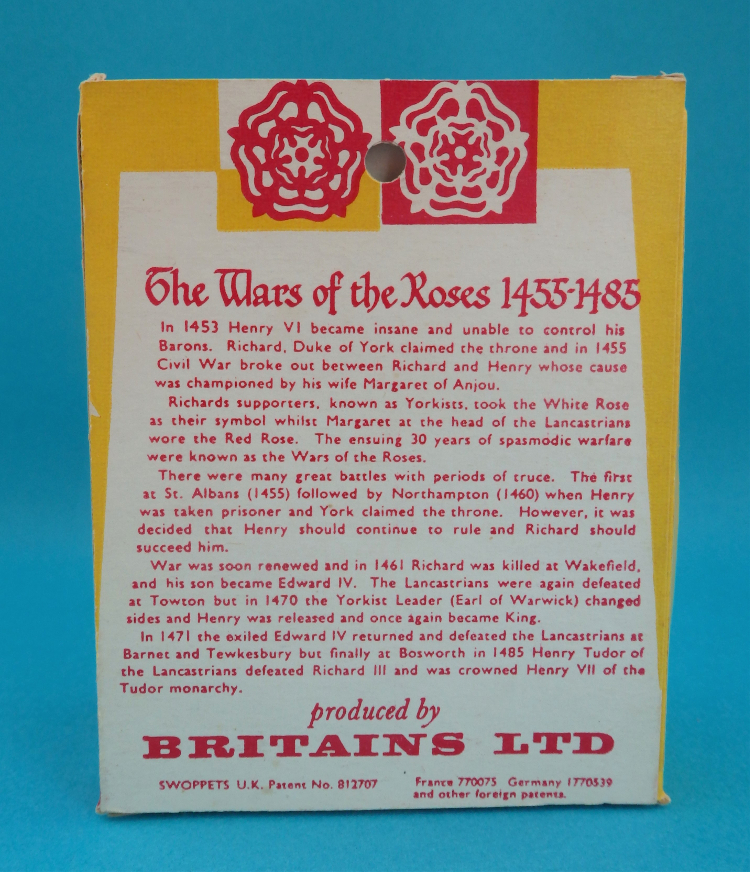 The Wars of the Roses 1455-1485
In 1453 Henry VI became insane and unable to control his
Barons. Richard, Duke of York claimed the throne and in 1455
Civil War broke out between Richard and Henry whose cause
was championed by his wife Margaret of Anjou.
Richards supporters, known as Yorkists, took the White Rose
as their symbol whilst Margaret at the head of the Lancastrians
wore the Red Rose. The ensuing 30 years of spasmodic warfare
were known as the Wars of the Roses.
There were many great battles with periods of truce. The first
at St. Albans (1455) followed by Northampton (1460) when Henry
was taken prisoner and York claimed the throne. However, it was
decided that Henry should continue to rule and Richard should
succeed him.
War was soon renewed and in 1461 Richard was killed at Wakefield,
and his son became Edward IV. The Lancastrians were again defeated
at Towton but in 1470 the Yorkist Leader (Earl of Warwick) changed
sides and Henry was released and once again became King.
In 1471 the exiled Edward IV returned and defeated the Lancastrians at
Barnet and Tewkesbury but finally at Bosworth in 1485 Henry Tudor of
the Lancastrians defeated Richard III and was crowned Henry VII of the
Tudor monarchy.
produced by
BRITAINS LTD
SWOPPETS U.K. Patent No. 812707 France 770075 Germany 1770539
and other foreign patents.